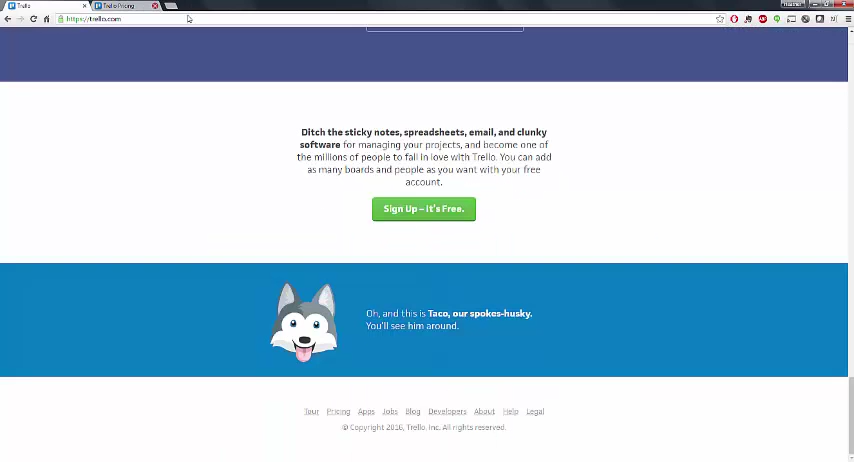 Trello
Trello Pricing
https://trello.com
Ditch the sticky notes, spreadsheets, email, and clunky
software for managing your projects, and become one of
the millions of people to fall in love with Trello. You can add
as many boards and people as you want with your free
account.
Sign Up – It's Free.
Oh, and this is Taco, our spokes-husky.
You'll see him around.
Tour Pricing Apps Jobs Blog Developers About Help Legal
© Copyright 2016, Trello, Inc. All rights reserved.